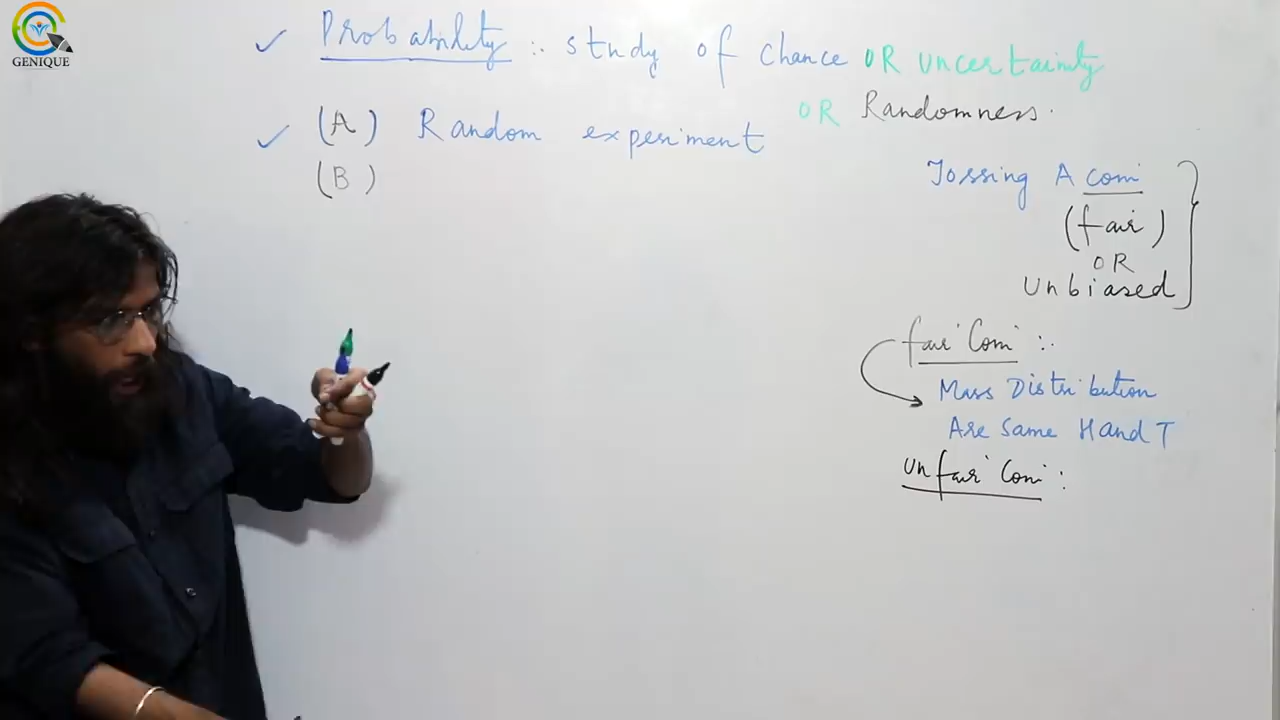 GENIQUE
Probability :. study of chance OR uncertainity
OR Randomness.
(A) Random experiment
(B)
Tossing A coin
(fair)
OR
unbiased
fair Coin :.
Mass Distribution
Are Same H and T
unfair Coin :